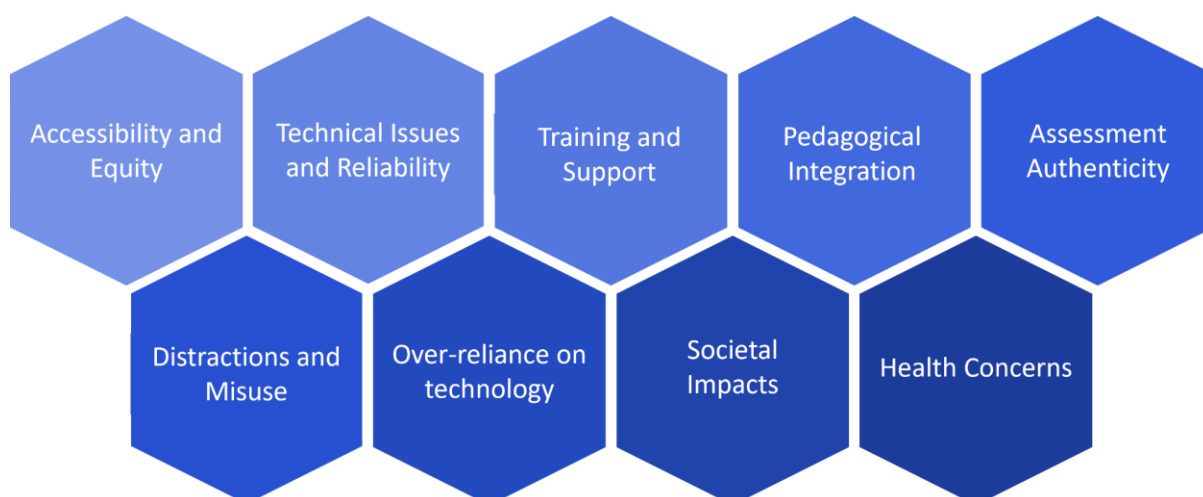 Accessibility and
Equity
Technical Issues
and Reliability
Training and
Support
Pedagogical
Integration
Assessment
Authenticity
Distractions and
Misuse
Over-reliance on
technology
Societal
Impacts
Health Concerns